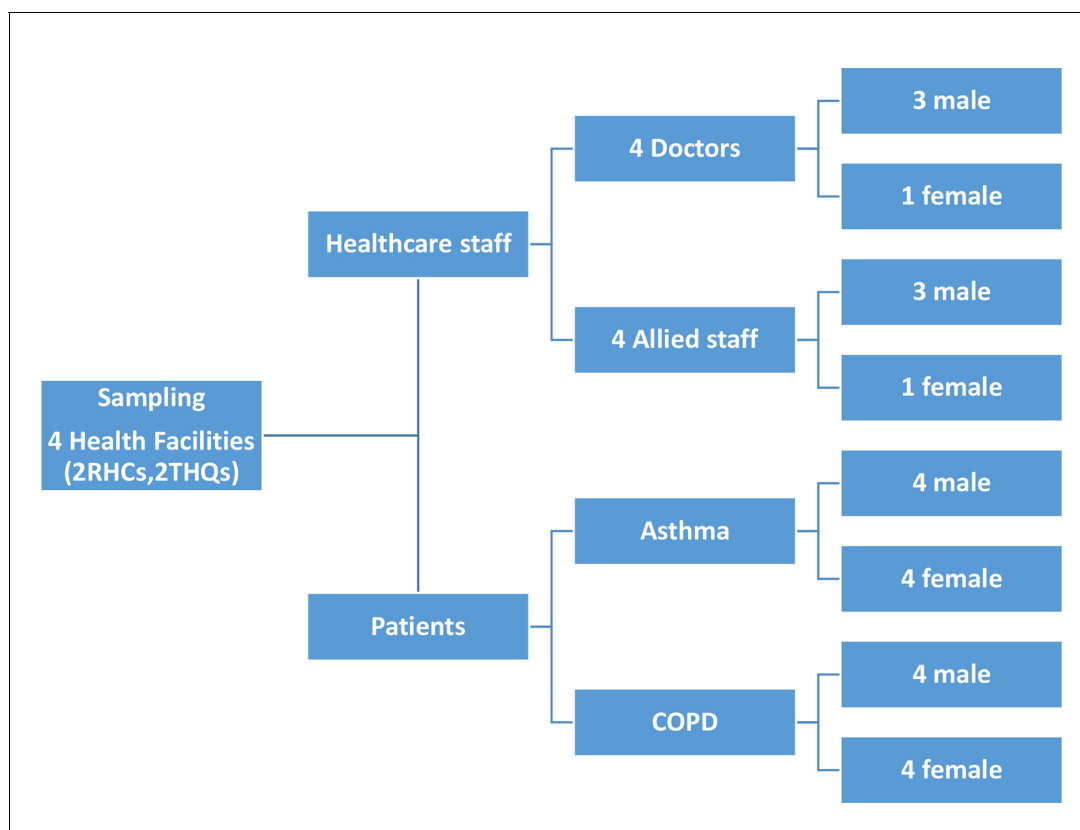 Sampling
4 Health Facilities
(2RHCs,2THQs)
Healthcare staff
4 Doctors
3 male
1 female
4 Allied staff
3 male
1 female
Patients
Asthma
4 male
4 female
COPD
4 male
4 female